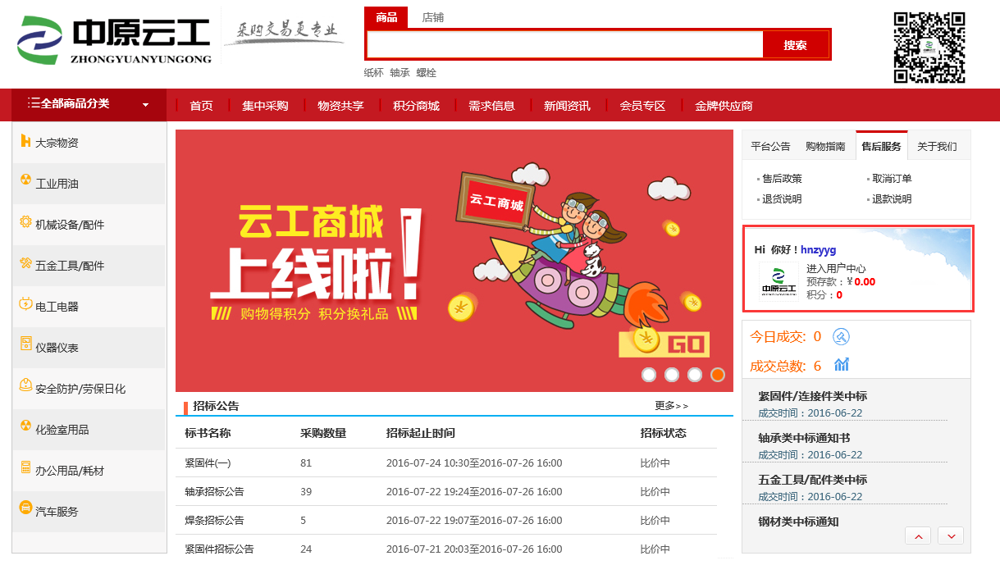 中原云工
ZHONGYUANYUNGONG
采购交易更专业
商品 店铺
搜索
纸杯 轴承 螺栓
全部商品分类
首页 集中采购 物资共享 积分商城 需求信息 新闻资讯 会员专区 金牌供应商
大宗物资
工业用油
机械设备/配件
五金工具/配件
电工电器
仪器仪表
安全防护/劳保日化
化验室用品
办公用品/耗材
汽车服务
云工商城
云工商城
上线啦!
购物得积分 积分换礼品
GO
平台公告 购物指南 售后服务 关于我们
售后政策 取消订单
退货说明 退款说明
Hi 你好！hnzyyg
中原云工
进入用户中心
预存款：¥ 0.00
积分：0
今日成交: 0
成交总数: 6
紧固件/连接件类中标
成交时间：2016-06-22
轴承类中标通知书
成交时间：2016-06-22
五金工具/配件类中标
成交时间：2016-06-22
钢材类中标通知
招标公告 更多>>
标书名称 采购数量 招标起止时间 招标状态
紧固件(一) 81 2016-07-24 10:30至2016-07-26 16:00 比价中
轴承招标公告 39 2016-07-22 19:24至2016-07-26 16:00 比价中
焊条招标公告 5 2016-07-22 19:07至2016-07-26 16:00 比价中
紧固件招标公告 24 2016-07-21 20:03至2016-07-26 16:00 比价中